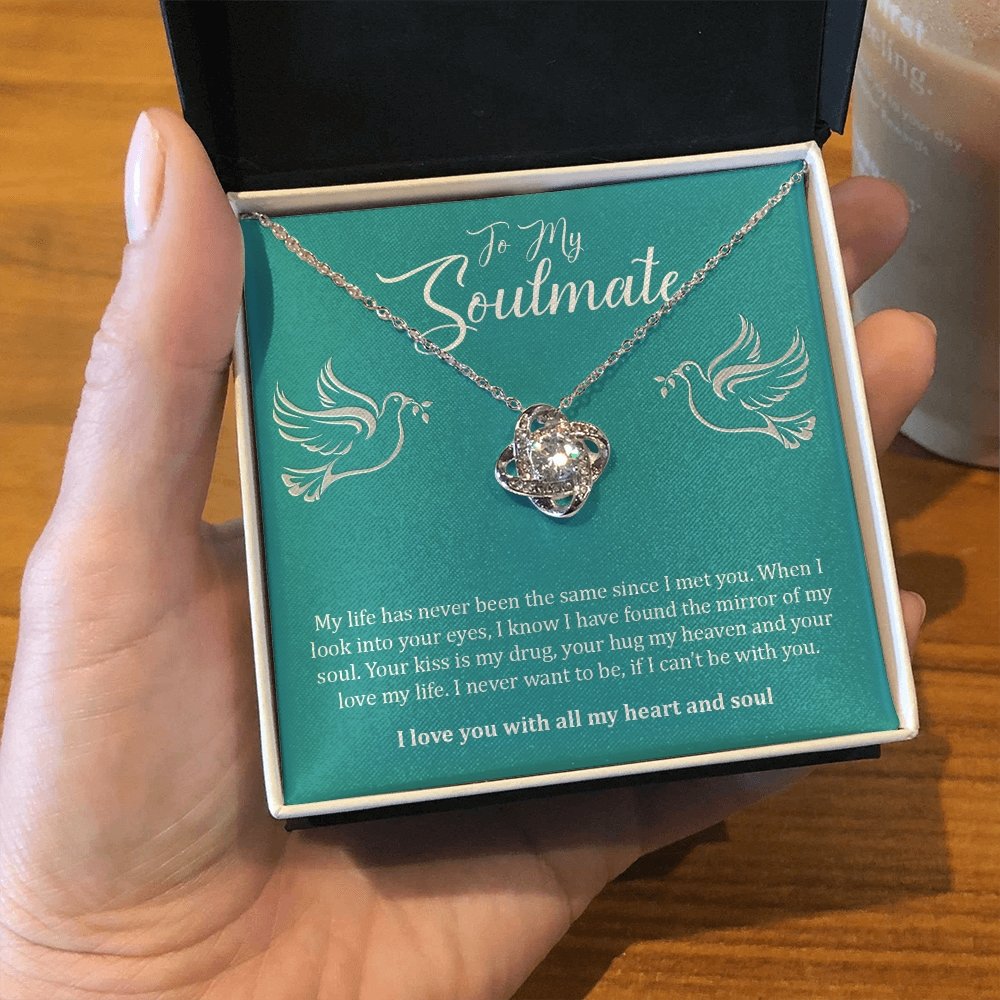 To My
Soulmate
My life has never been the same since I met you. When I
look into your eyes, I know I have found the mirror of my
soul. Your kiss is my drug, your hug my heaven and your
love my life. I never want to be, if I can't be with you.
I love you with all my heart and soul